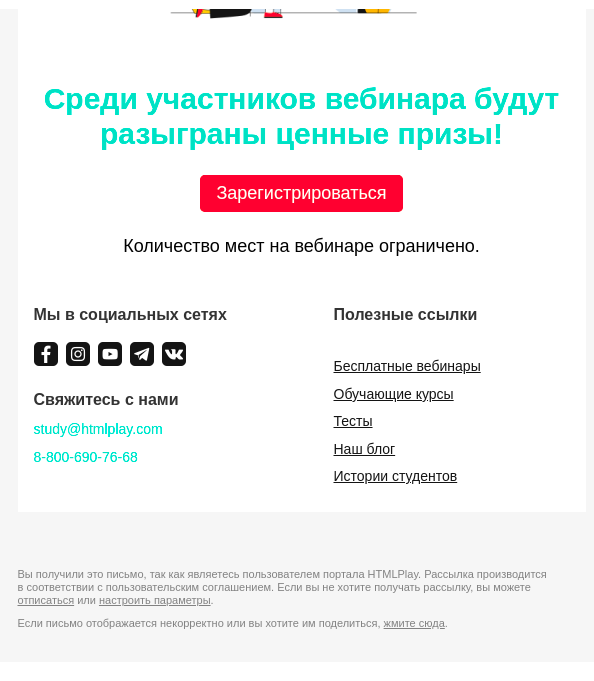 Среди участников вебинара будут
разыграны ценные призы!
Зарегистрироваться
Количество мест на вебинаре ограничено.
Мы в социальных сетях
Свяжитесь с нами
study@htmlplay.com
8-800-690-76-68
Полезные ссылки
Бесплатные вебинары
Обучающие курсы
Тесты
Наш блог
Истории студентов
Вы получили это письмо, так как являетесь пользователем портала HTMLPlay. Рассылка производится
в соответствии с пользовательским соглашением. Если вы не хотите получать рассылку, вы можете
отписаться или настроить параметры.
Если письмо отображается некорректно или вы хотите им поделиться, жмите сюда.